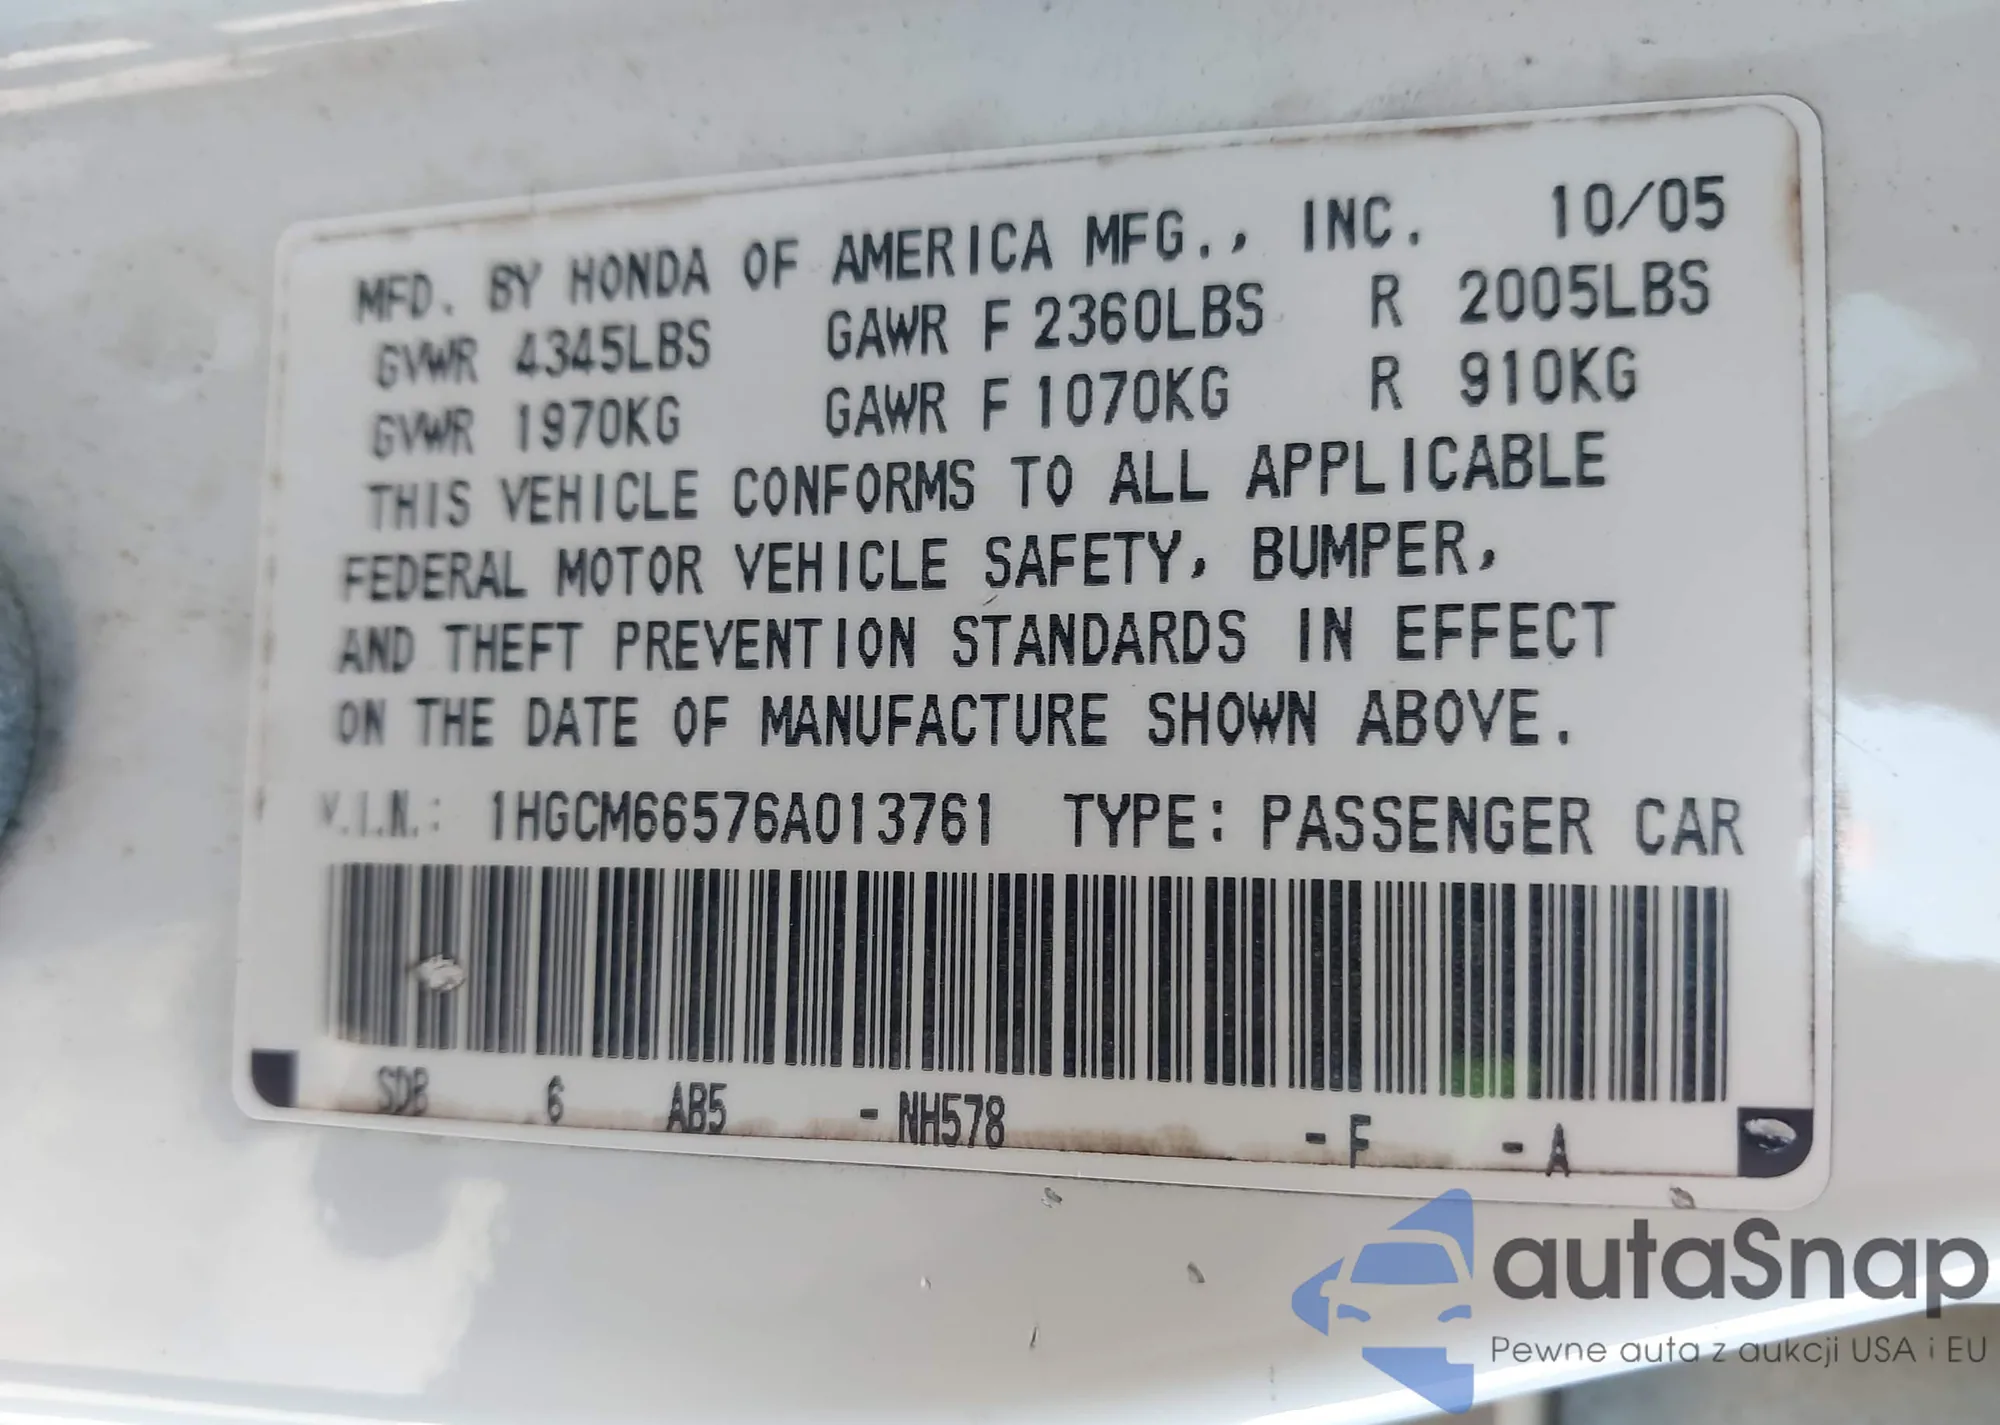 MFD. BY HONDA OF AMERICA MFG., INC. 10/05
GVWR 4345LBS GAWR F 2360LBS R 2005LBS
GVWR 1970KG GAWR F 1070KG R 910KG
THIS VEHICLE CONFORMS TO ALL APPLICABLE
FEDERAL MOTOR VEHICLE SAFETY, BUMPER,
AND THEFT PREVENTION STANDARDS IN EFFECT
ON THE DATE OF MANUFACTURE SHOWN ABOVE.
V.I.N.: 1HGCM66576A013761 TYPE: PASSENGER CAR
SDB 6 AB5 - NH578 - F - A
autaSnap
Pewne auta z aukcji USA i EU